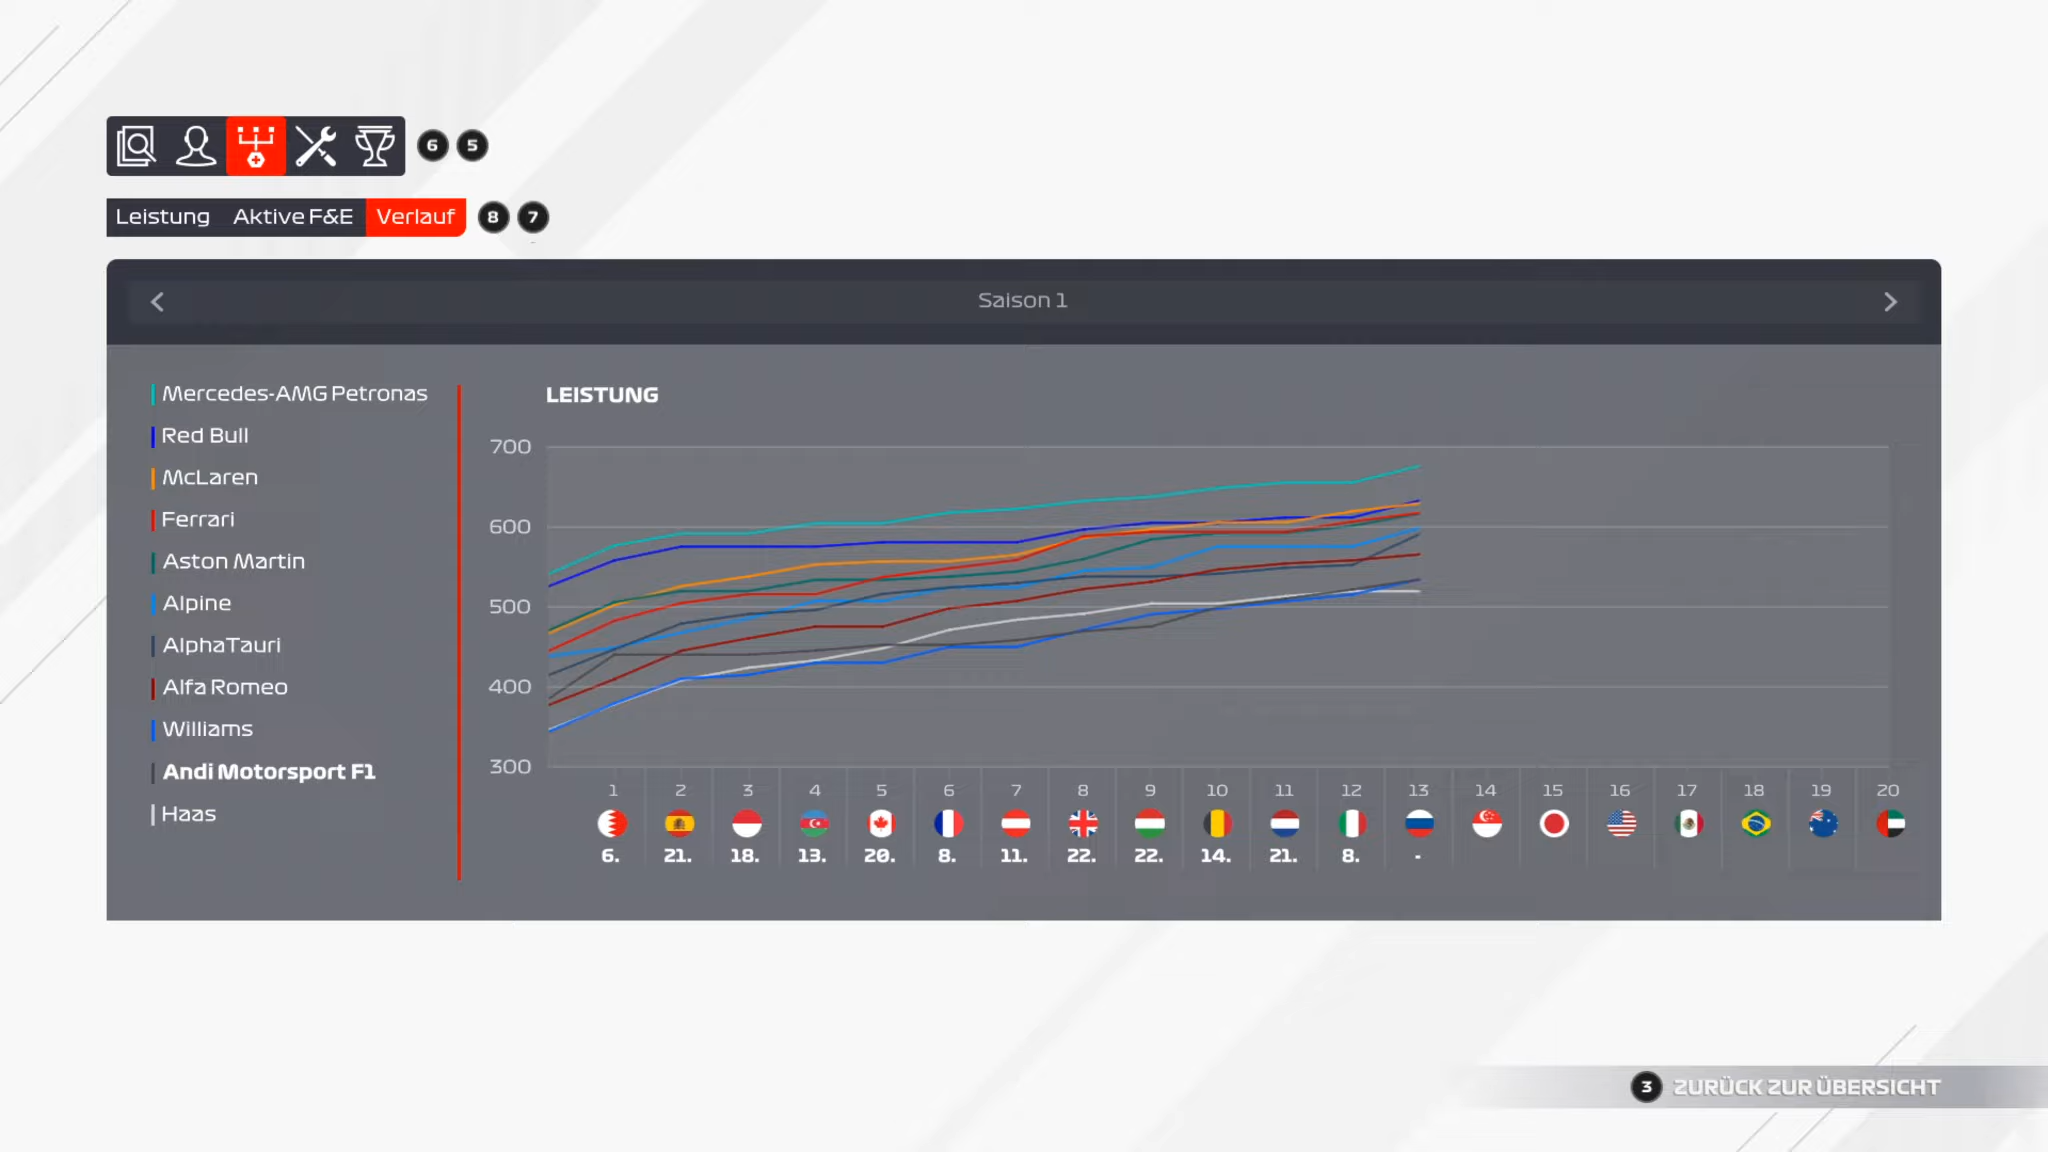 6 5
Leistung Aktive F&E Verlauf 8 7
Saison 1
Mercedes-AMG Petronas
Red Bull
McLaren
Ferrari
Aston Martin
Alpine
AlphaTauri
Alfa Romeo
Williams
Andi Motorsport F1
Haas
LEISTUNG
700
600
500
400
300
1 2 3 4 5 6 7 8 9 10 11 12 13 14 15 16 17 18 19 20
6. 21. 18. 13. 20. 8. 11. 22. 22. 14. 21. 8. -
3 ZURÜCK ZUR ÜBERSICHT